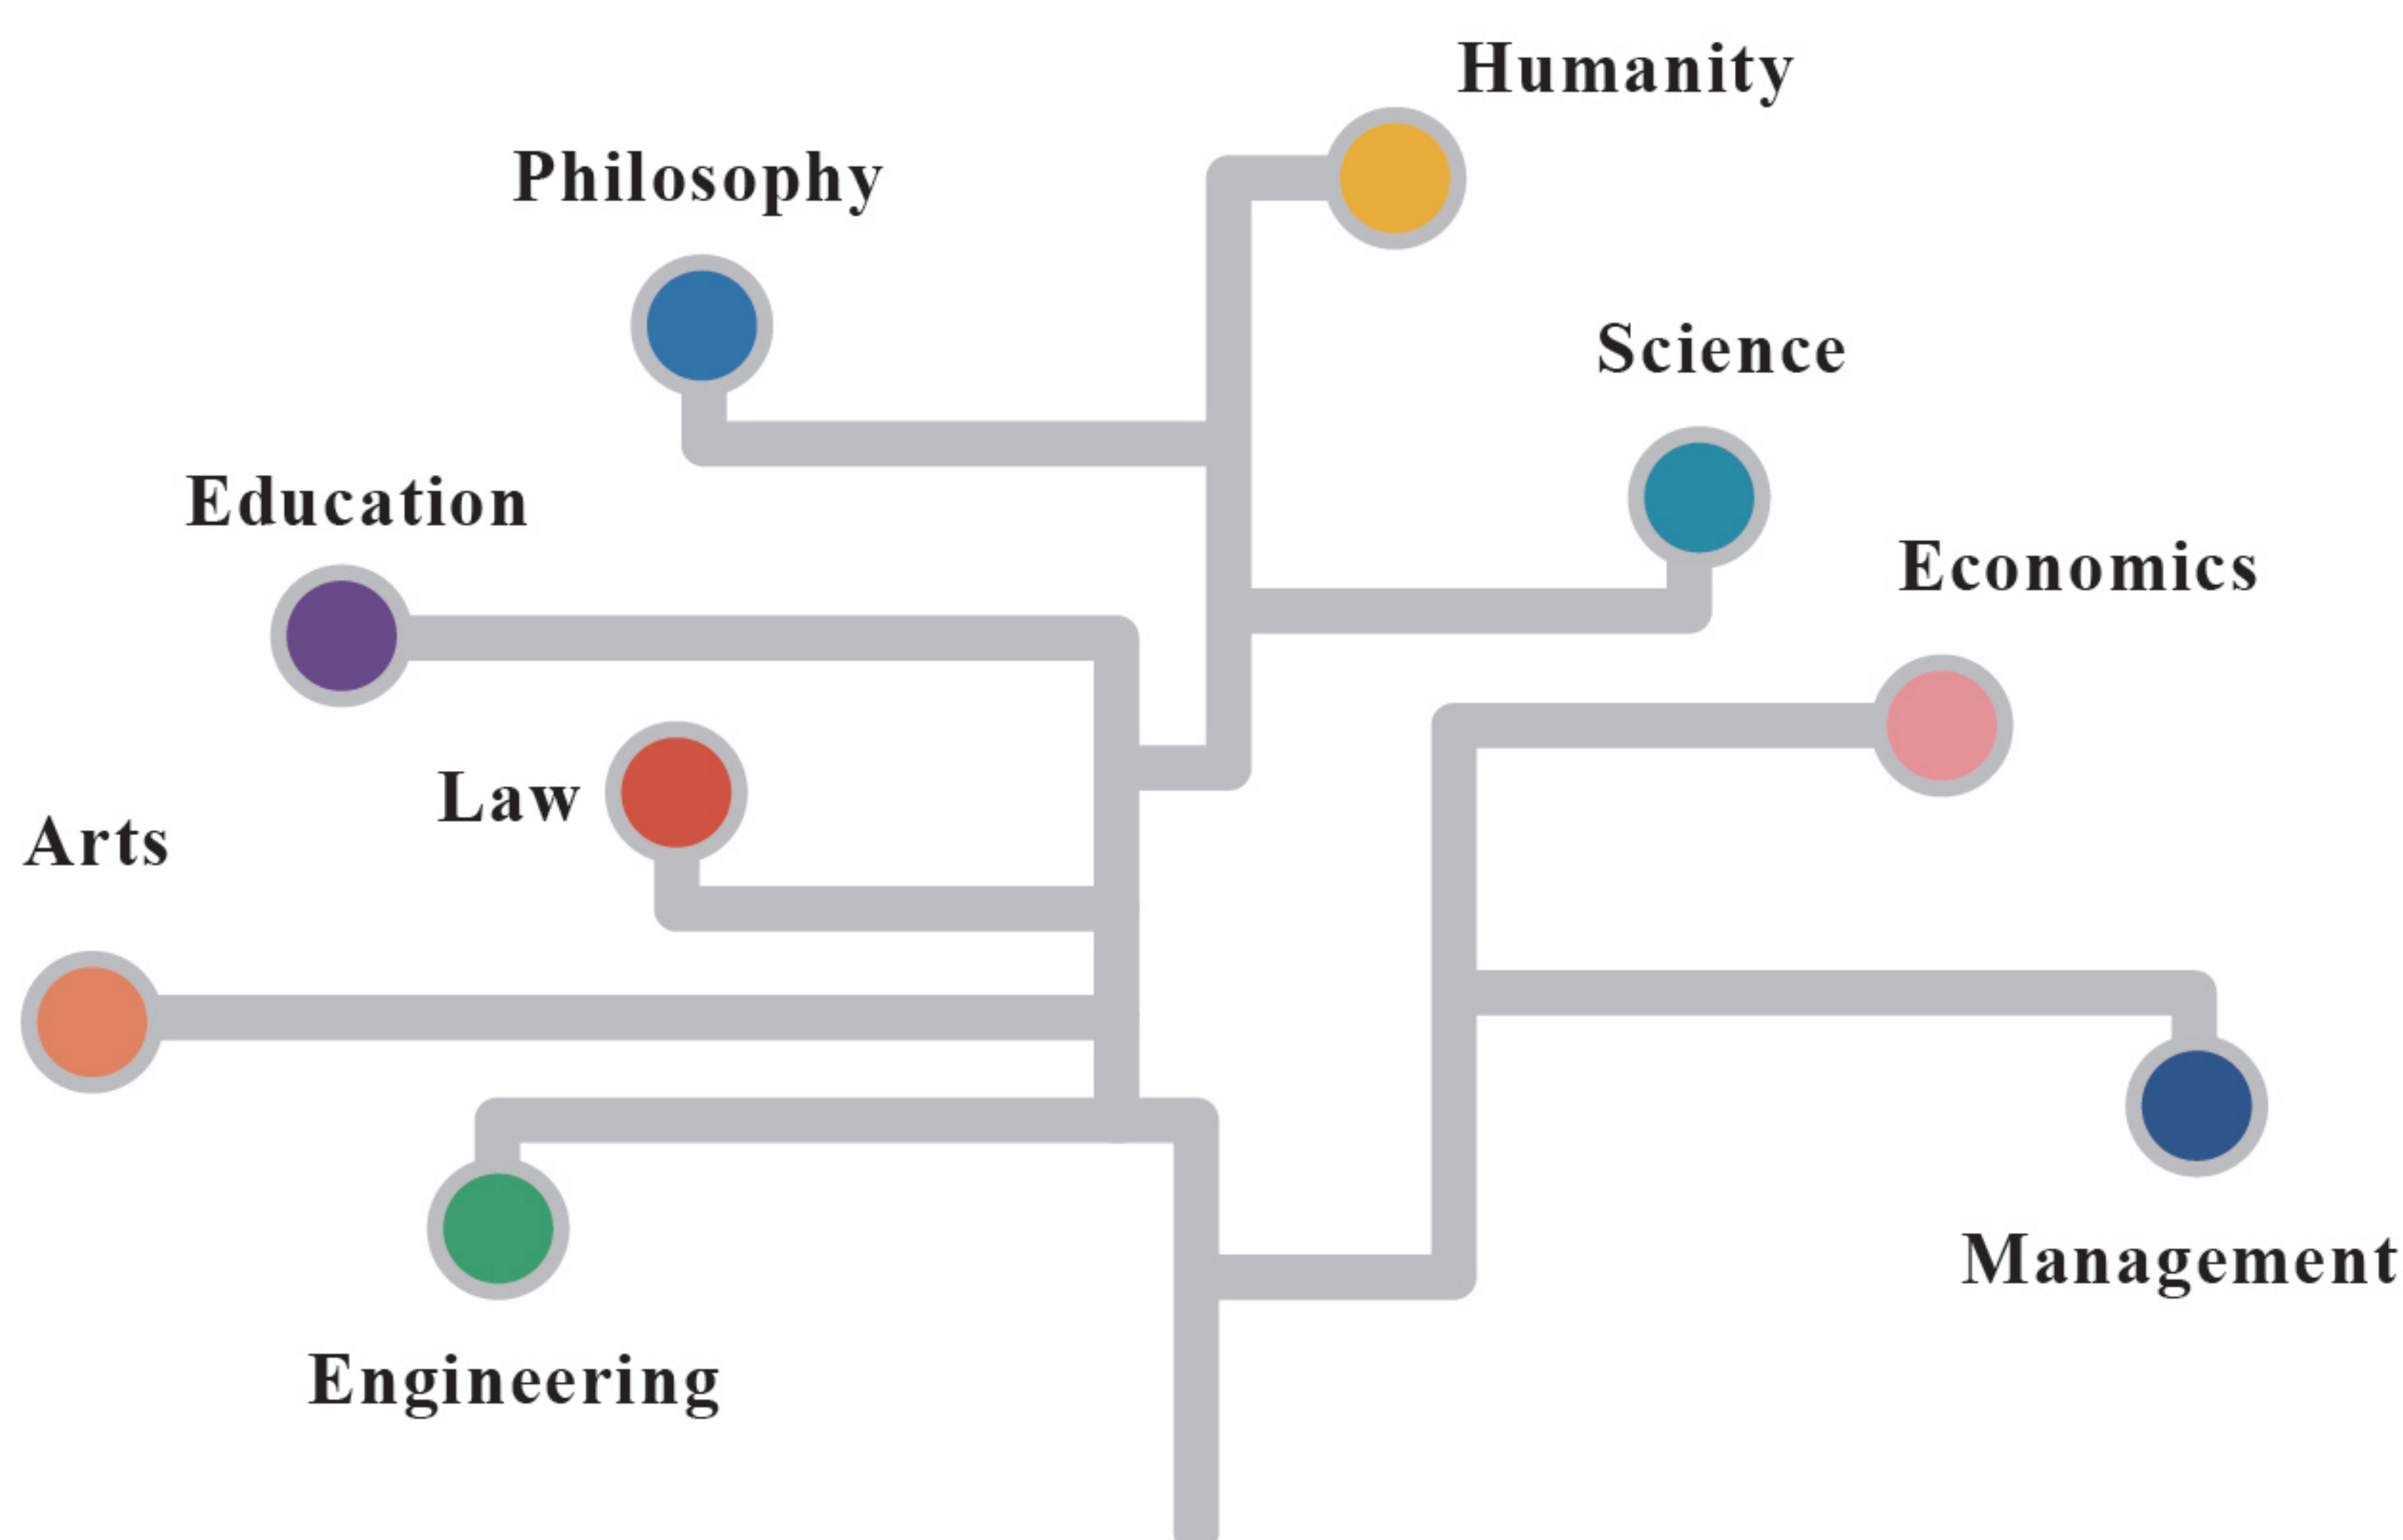 Humanity
Philosophy
Science
Education
Economics
Law
Arts
Management
Engineering